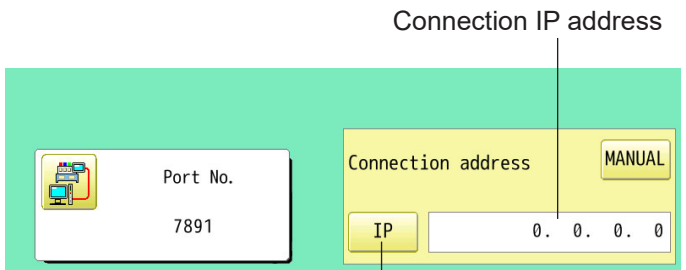 Connection IP address
Port No.
7891
Connection address
MANUAL
IP
0. 0. 0. 0